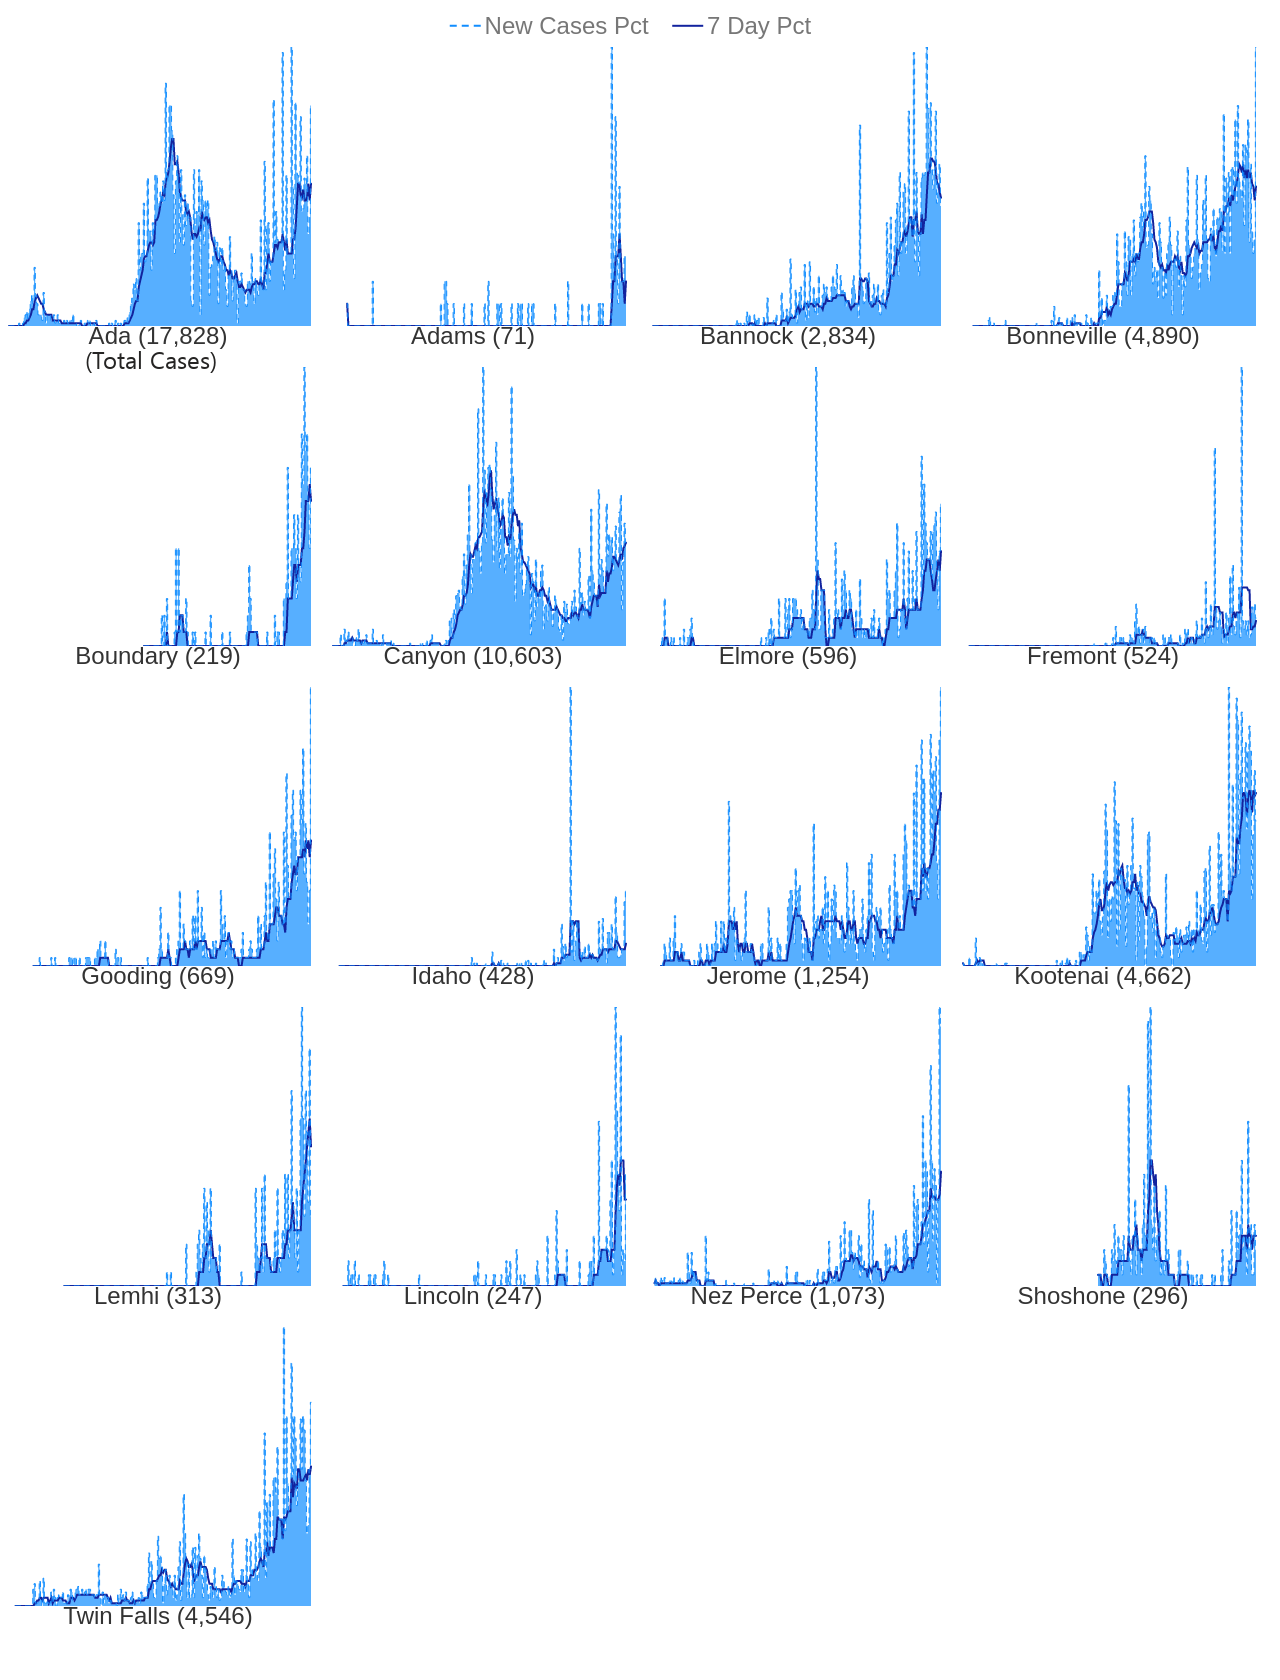 New Cases Pct 7 Day Pct
Ada (17,828) Adams (71) Bannock (2,834) Bonneville (4,890)
(Total Cases)
Boundary (219) Canyon (10,603) Elmore (596) Fremont (524)
Gooding (669) Idaho (428) Jerome (1,254) Kootenai (4,662)
Lemhi (313) Lincoln (247) Nez Perce (1,073) Shoshone (296)
Twin Falls (4,546)